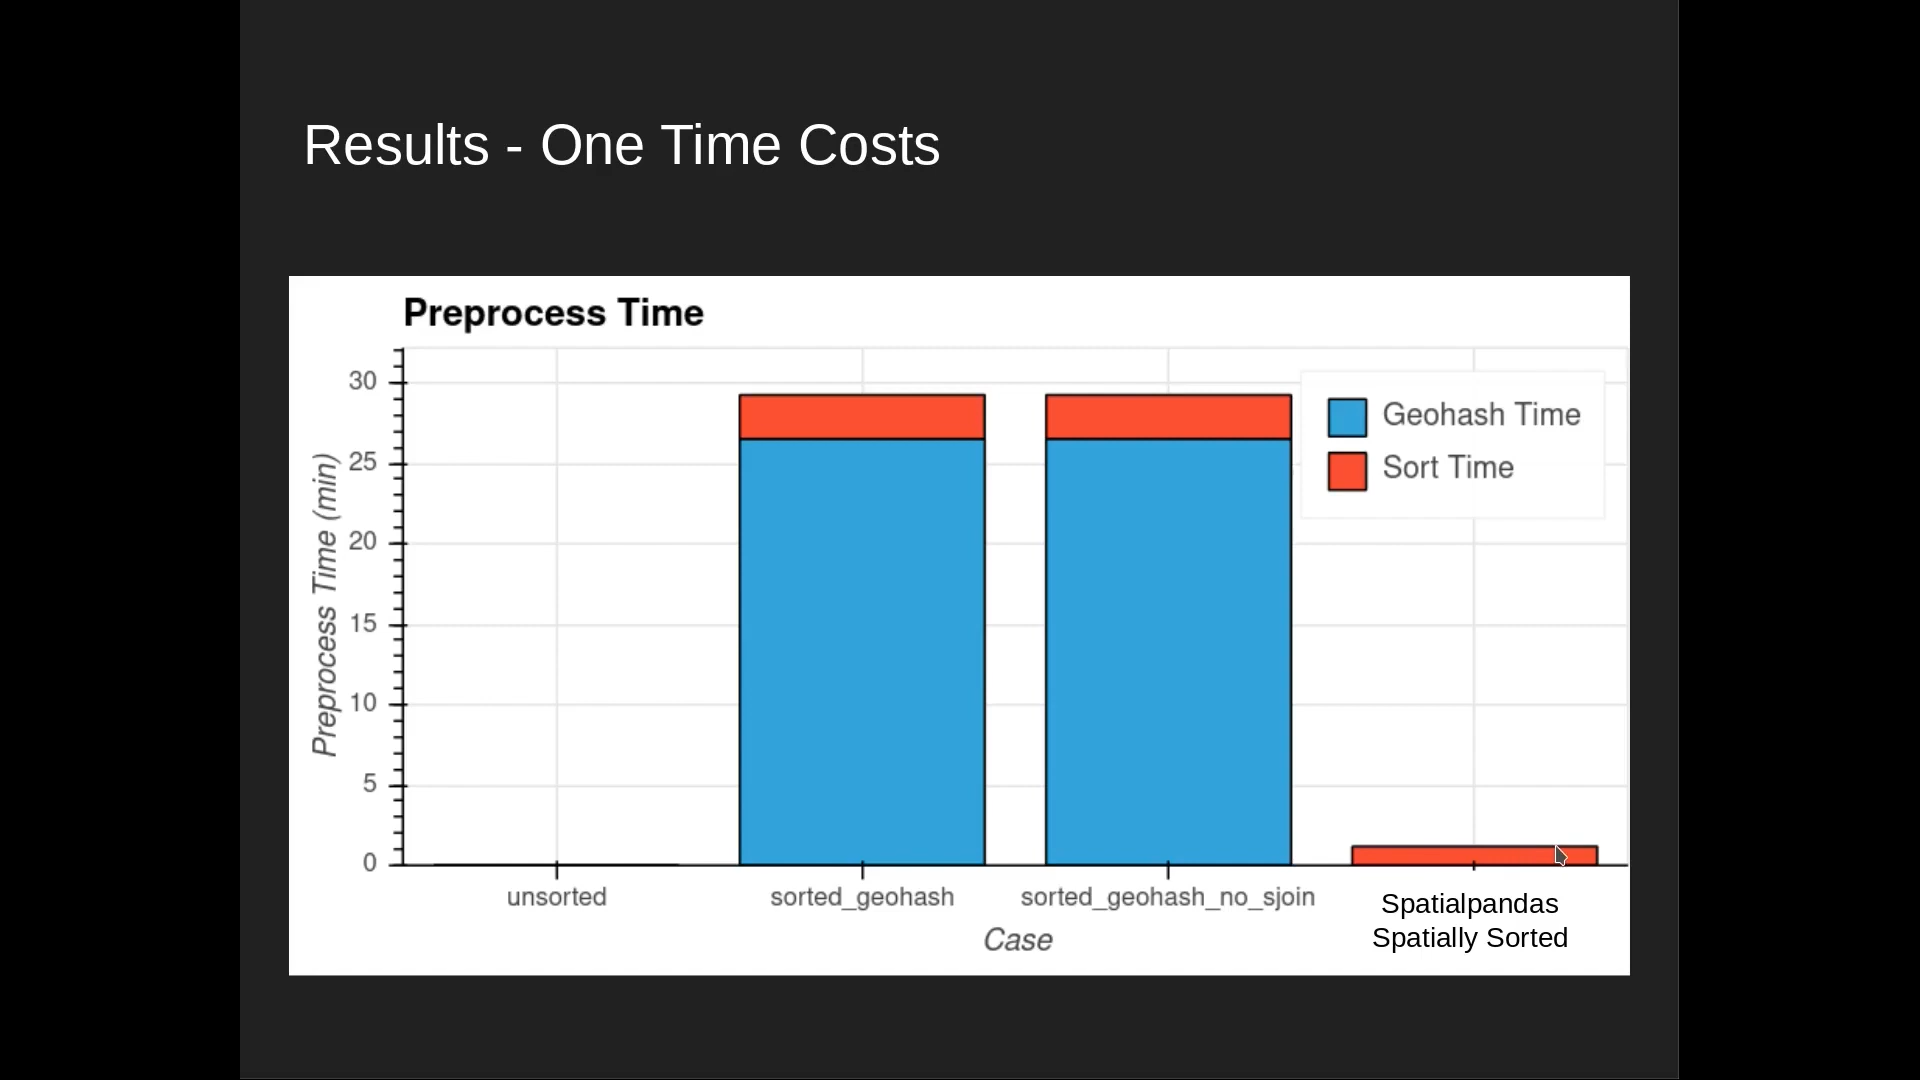 Results - One Time Costs
Preprocess Time
Preprocess Time (min)
30
25
20
15
10
5
0
Geohash Time
Sort Time
unsorted
sorted_geohash
sorted_geohash_no_sjoin
Spatialpandas
Spatially Sorted
Case